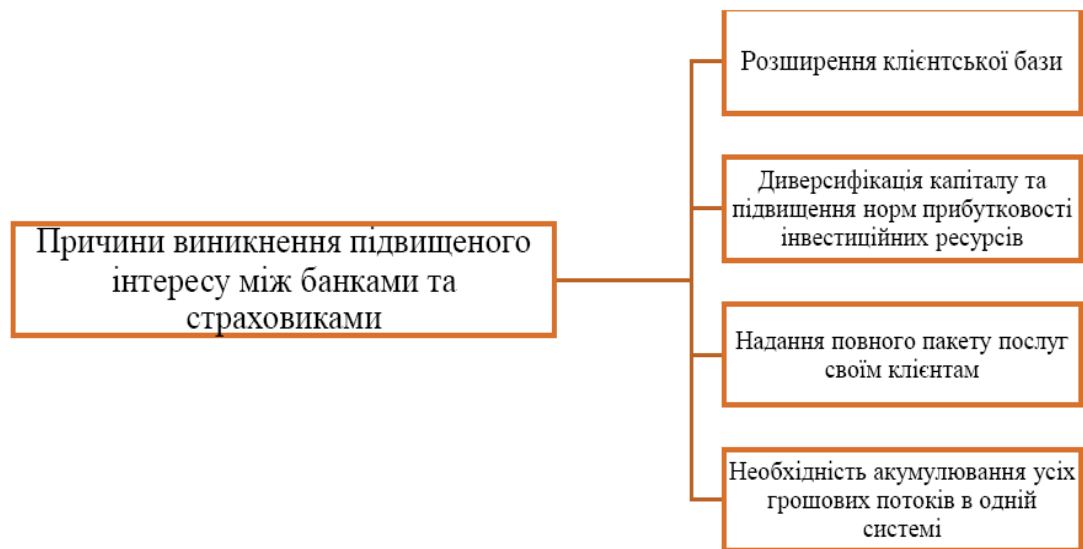 Причини виникнення підвищеного
інтересу між банками та
страховиками
Розширення клієнтської бази
Диверсифікація капіталу та
підвищення норм прибутковості
інвестиційних ресурсів
Надання повного пакету послуг
своїм клієнтам
Необхідність акумулювання усіх
грошових потоків в одній
системі